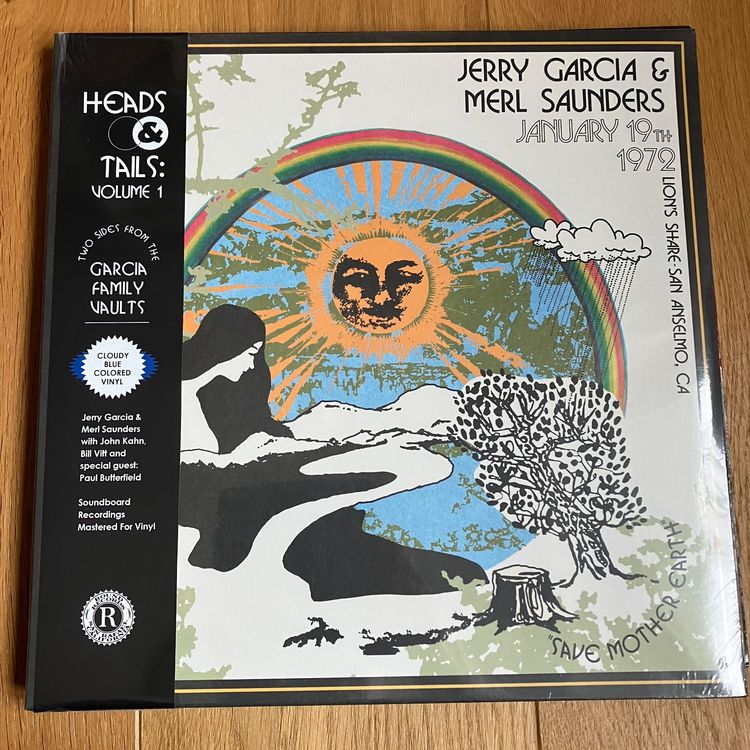 HEADS
&
TAILS:
VOLUME 1
TWO SIDES FROM THE
GARCIA
FAMILY
VAULTS
CLOUDY
BLUE
COLORED
VINYL
Jerry Garcia &
Merl Saunders
with John Kahn,
Bill Vitt and
special guest:
Paul Butterfield
Soundboard
Recordings
Mastered For Vinyl
R
JERRY GARCIA &
MERL SAUNDERS
JANUARY 19TH
1972
LION'S SHARE-SAN ANSELMO, CA
"SAVE MOTHER EARTH